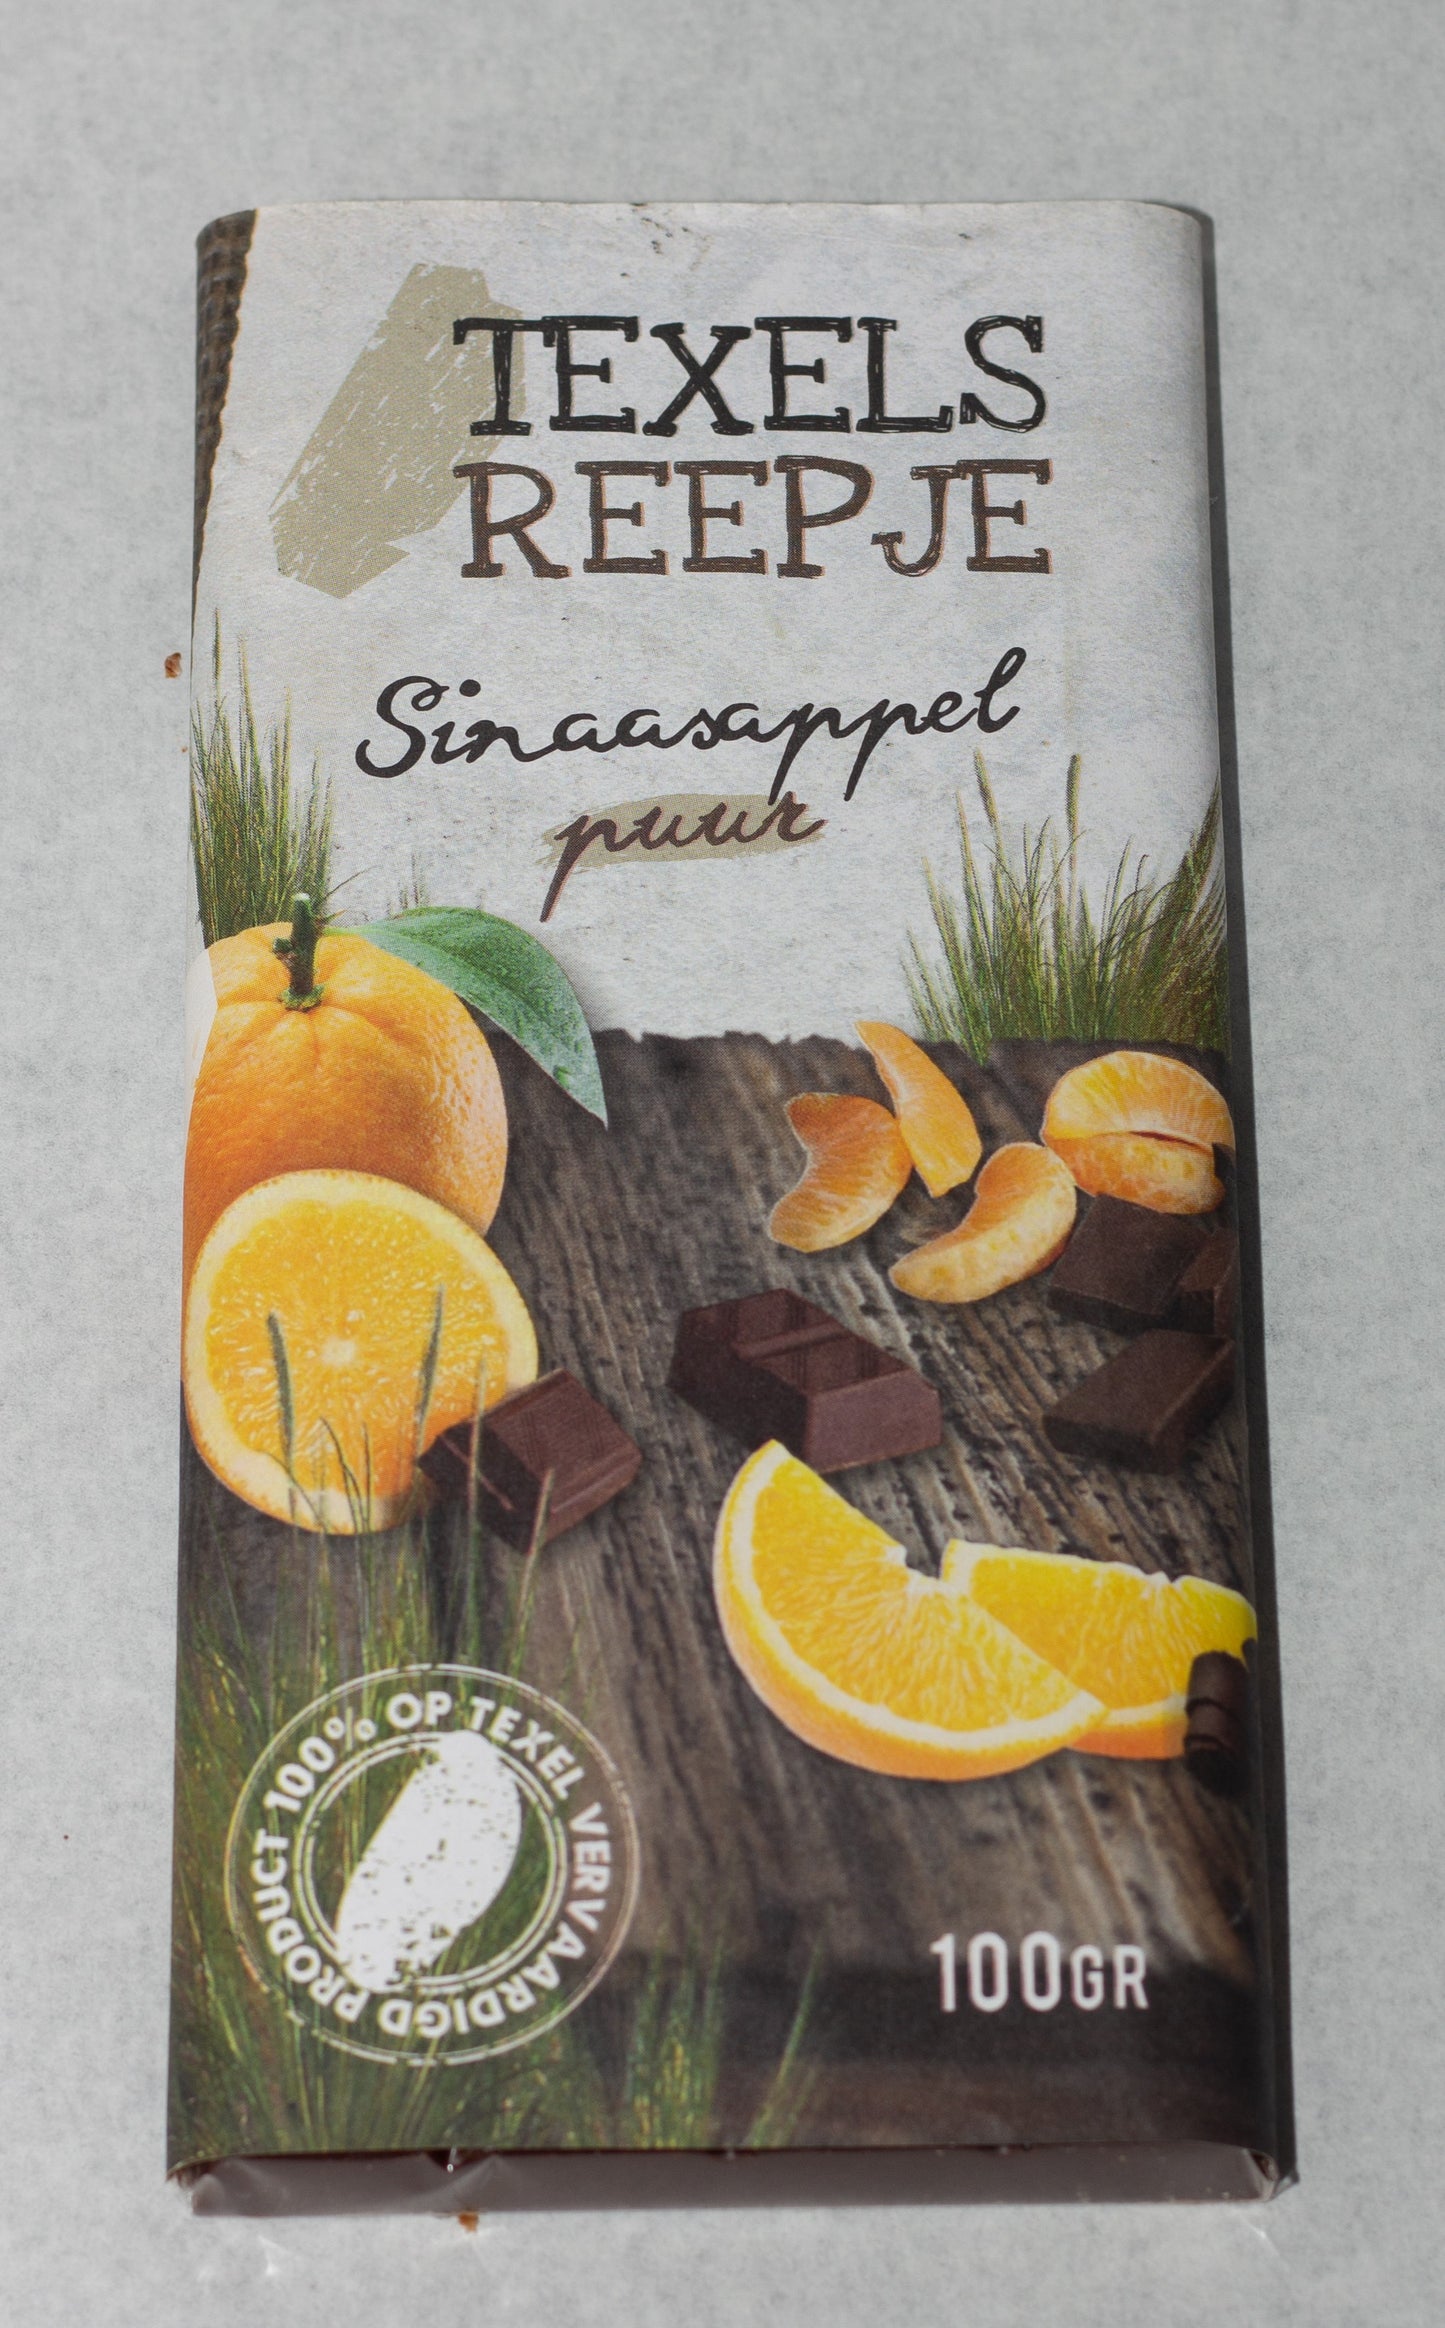 TEXELS
REEPJE
Sinaasappel
puur
PRODUCT 100% OP TEXEL VERVAARDIGD
100GR